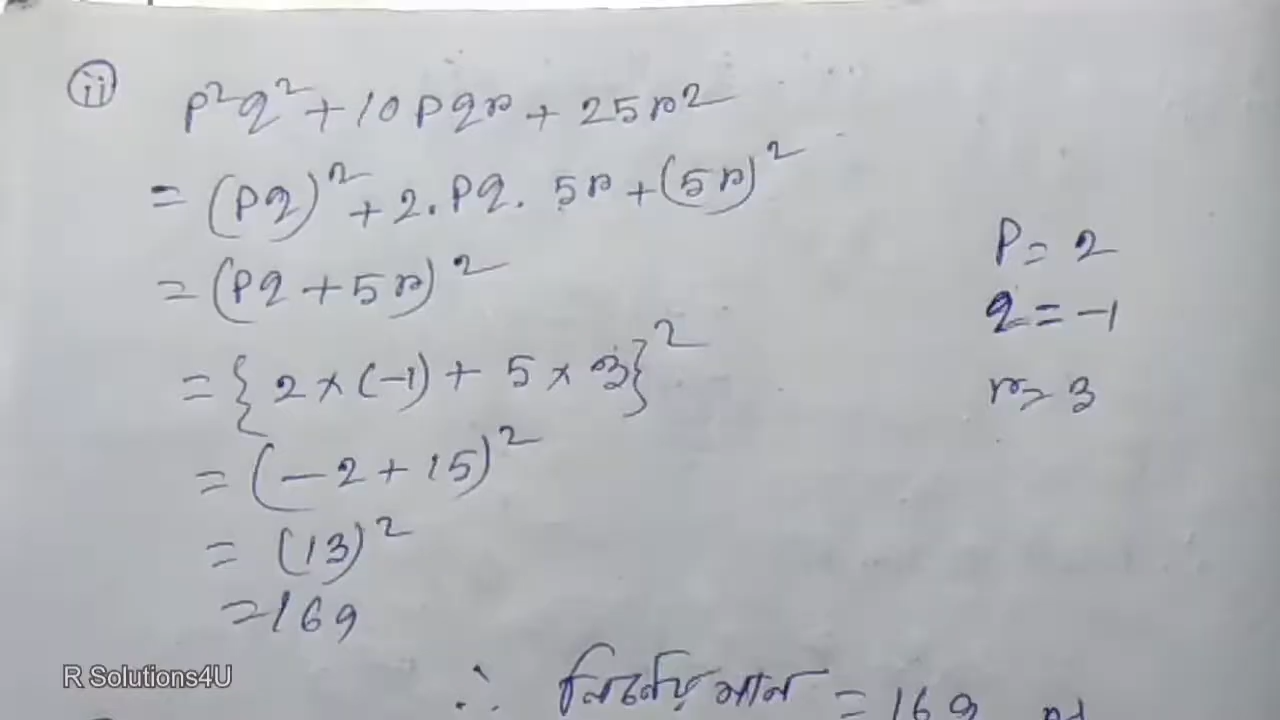 ii p²q² + 10pqr + 25r²
= (pq)² + 2. pq. 5r + (5r)²
= (pq + 5r)²
= {2 × (-1) + 5 × 3}²
= (-2 + 15)²
= (13)²
= 169
∴ নির্ণেয় মান = 169
p = 2
q = -1
r = 3
R Solutions4U